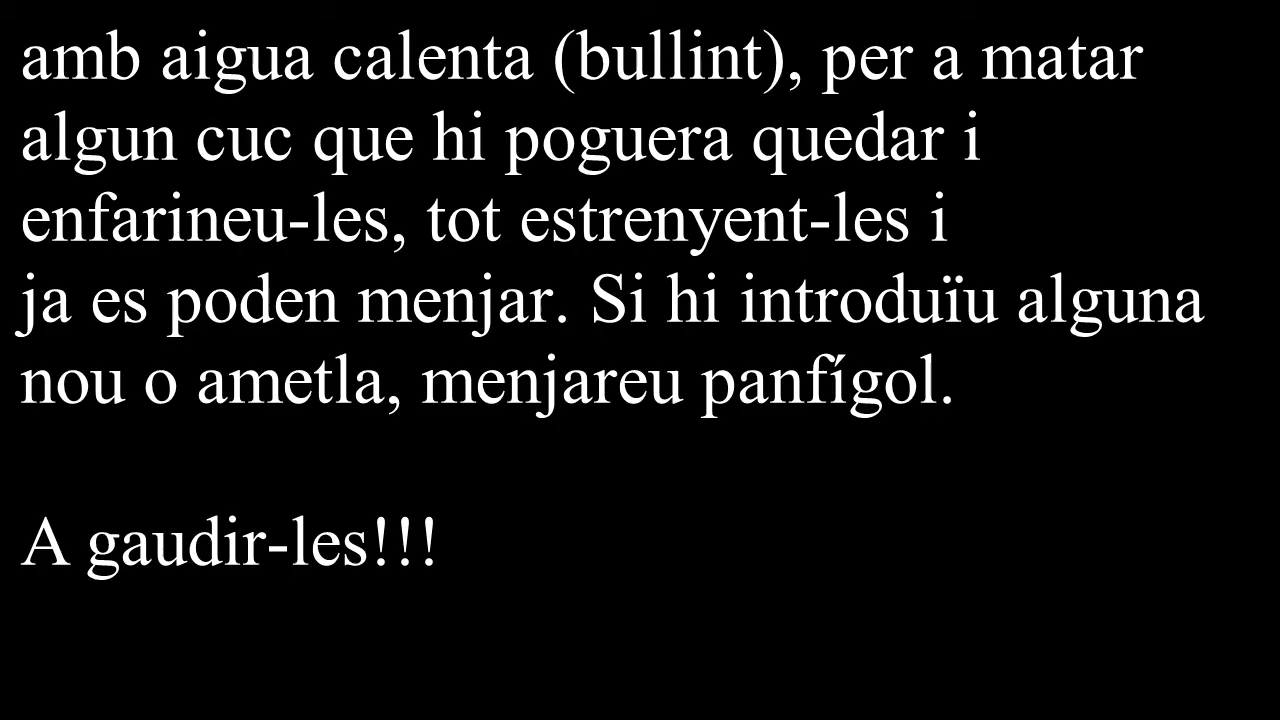 amb aigua calenta (bullint), per a matar
algun cuc que hi poguera quedar i
enfarineu-les, tot estrenyent-les i
ja es poden menjar. Si hi introduïu alguna
nou o ametla, menjareu panfígol.
A gaudir-les!!!